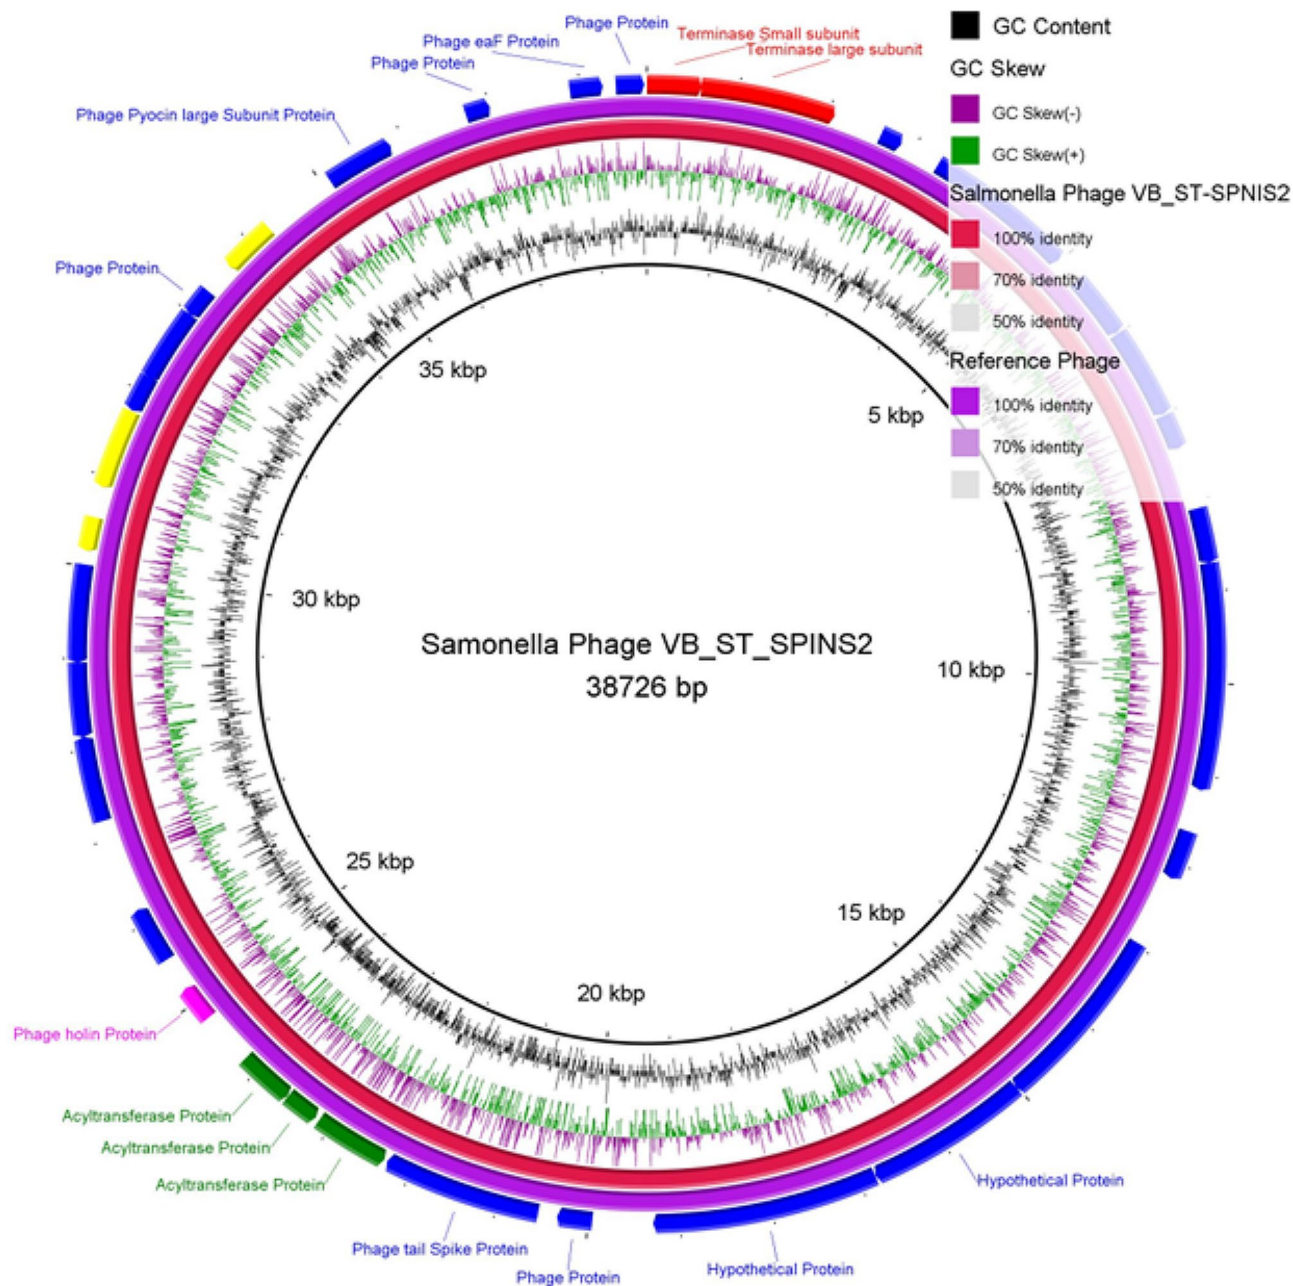 Phage Protein
Terminase Small subunit
Terminase large subunit
Phage eaF Protein
Phage Protein
Phage Pyocin large Subunit Protein
Phage Protein
GC Content
GC Skew
GC Skew(-)
GC Skew(+)
Salmonella Phage VB_ST-SPNIS2
100% identity
70% identity
50% identity
Reference Phage
100% identity
70% identity
50% identity
35 kbp
5 kbp
30 kbp
Samonella Phage VB_ST_SPINS2
38726 bp
10 kbp
25 kbp
15 kbp
20 kbp
Phage holin Protein
Acyltransferase Protein
Acyltransferase Protein
Acyltransferase Protein
Phage tail Spike Protein
Phage Protein
Hypothetical Protein
Hypothetical Protein